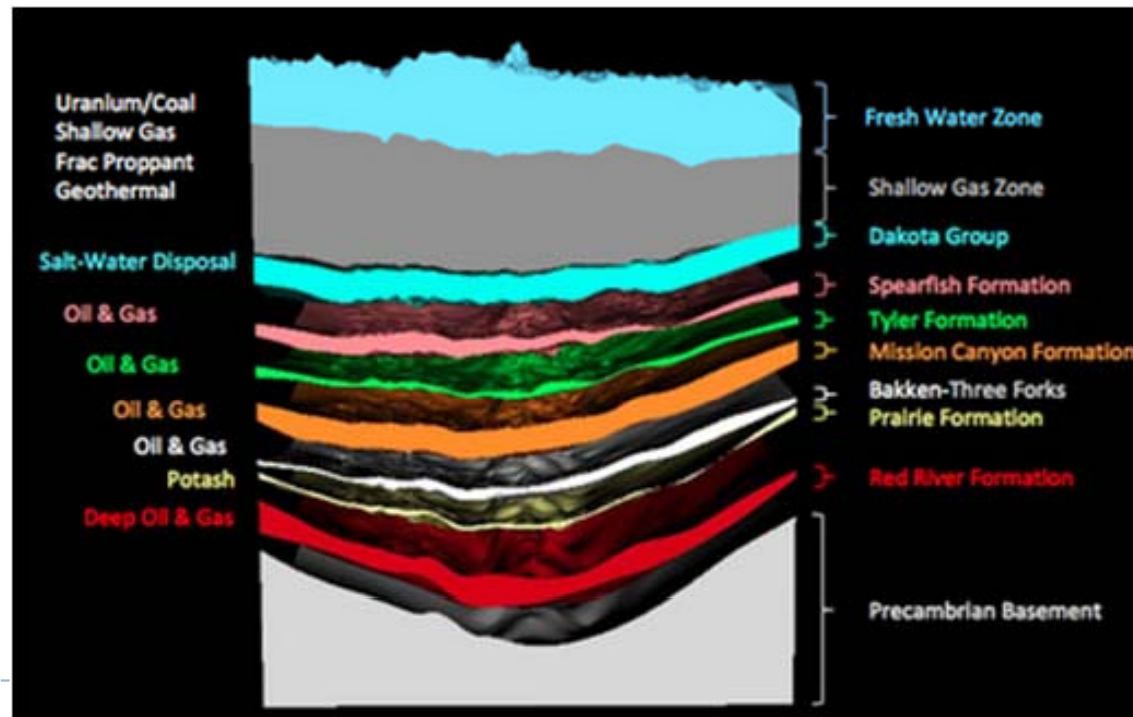 Uranium/Coal
Shallow Gas
Frac Proppant
Geothermal
Salt-Water Disposal
Oil & Gas
Oil & Gas
Oil & Gas
Oil & Gas
Potash
Deep Oil & Gas
Fresh Water Zone
Shallow Gas Zone
Dakota Group
Spearfish Formation
Tyler Formation
Mission Canyon Formation
Bakken-Three Forks
Prairie Formation
Red River Formation
Precambrian Basement